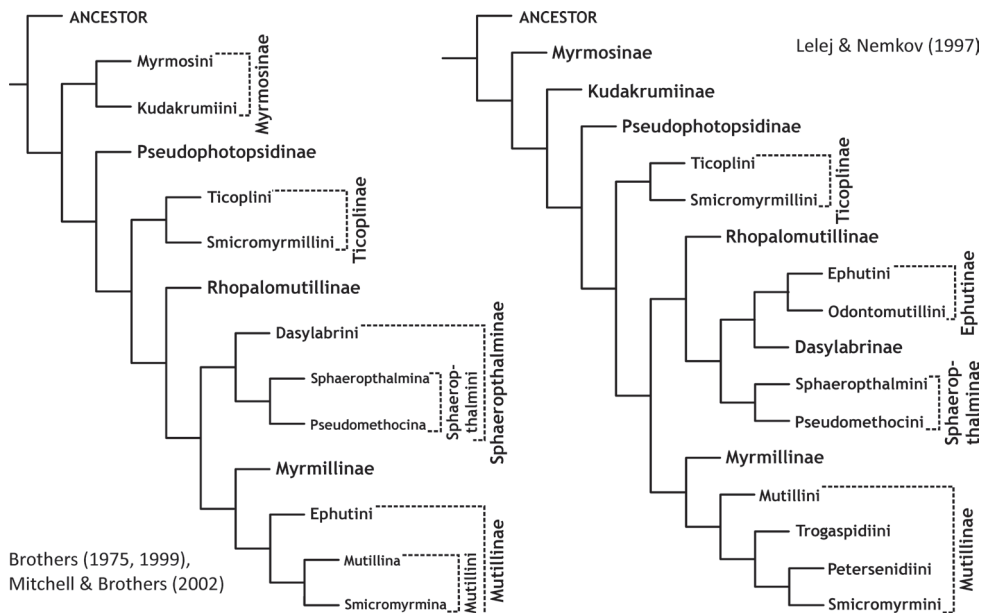 ANCESTOR
Myrmosini
Kudakrumiini
Myrmosinae
Pseudophotopsidinae
Ticoplini
Smicromyrmillini
Ticoplinae
Rhopalomutillinae
Dasylabrini
Sphaeropthalmina
Pseudomethocina
Sphaerop-
thalmini
Sphaeropthalminae
Myrmillinae
Ephutini
Mutillina
Smicromyrmina
Mutillini
Mutillinae
Brothers (1975, 1999),
Mitchell & Brothers (2002)
Lelej & Nemkov (1997)
ANCESTOR
Myrmosinae
Kudakrumiinae
Pseudophotopsidinae
Ticoplini
Smicromyrmillini
Ticoplinae
Rhopalomutillinae
Ephutini
Odontomutillini
Ephutinae
Dasylabrinae
Sphaeropthalmini
Pseudomethocini
Sphaerop-
thalminae
Myrmillinae
Mutillini
Trogaspidiini
Petersenidiini
Smicromyrmini
Mutillinae